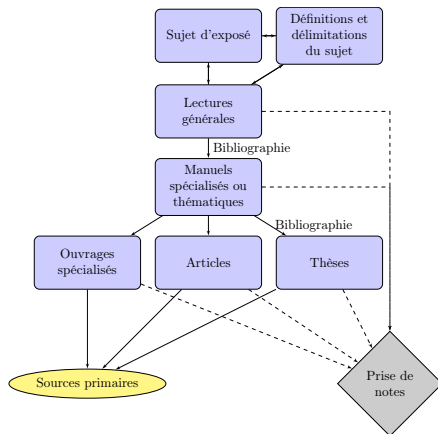 Sujet d'exposé
Définitions et
délimitations
du sujet
Lectures
générales
Bibliographie
Manuels
spécialisés ou
thématiques
Bibliographie
Ouvrages
spécialisés
Articles
Thèses
Sources primaires
Prise de
notes